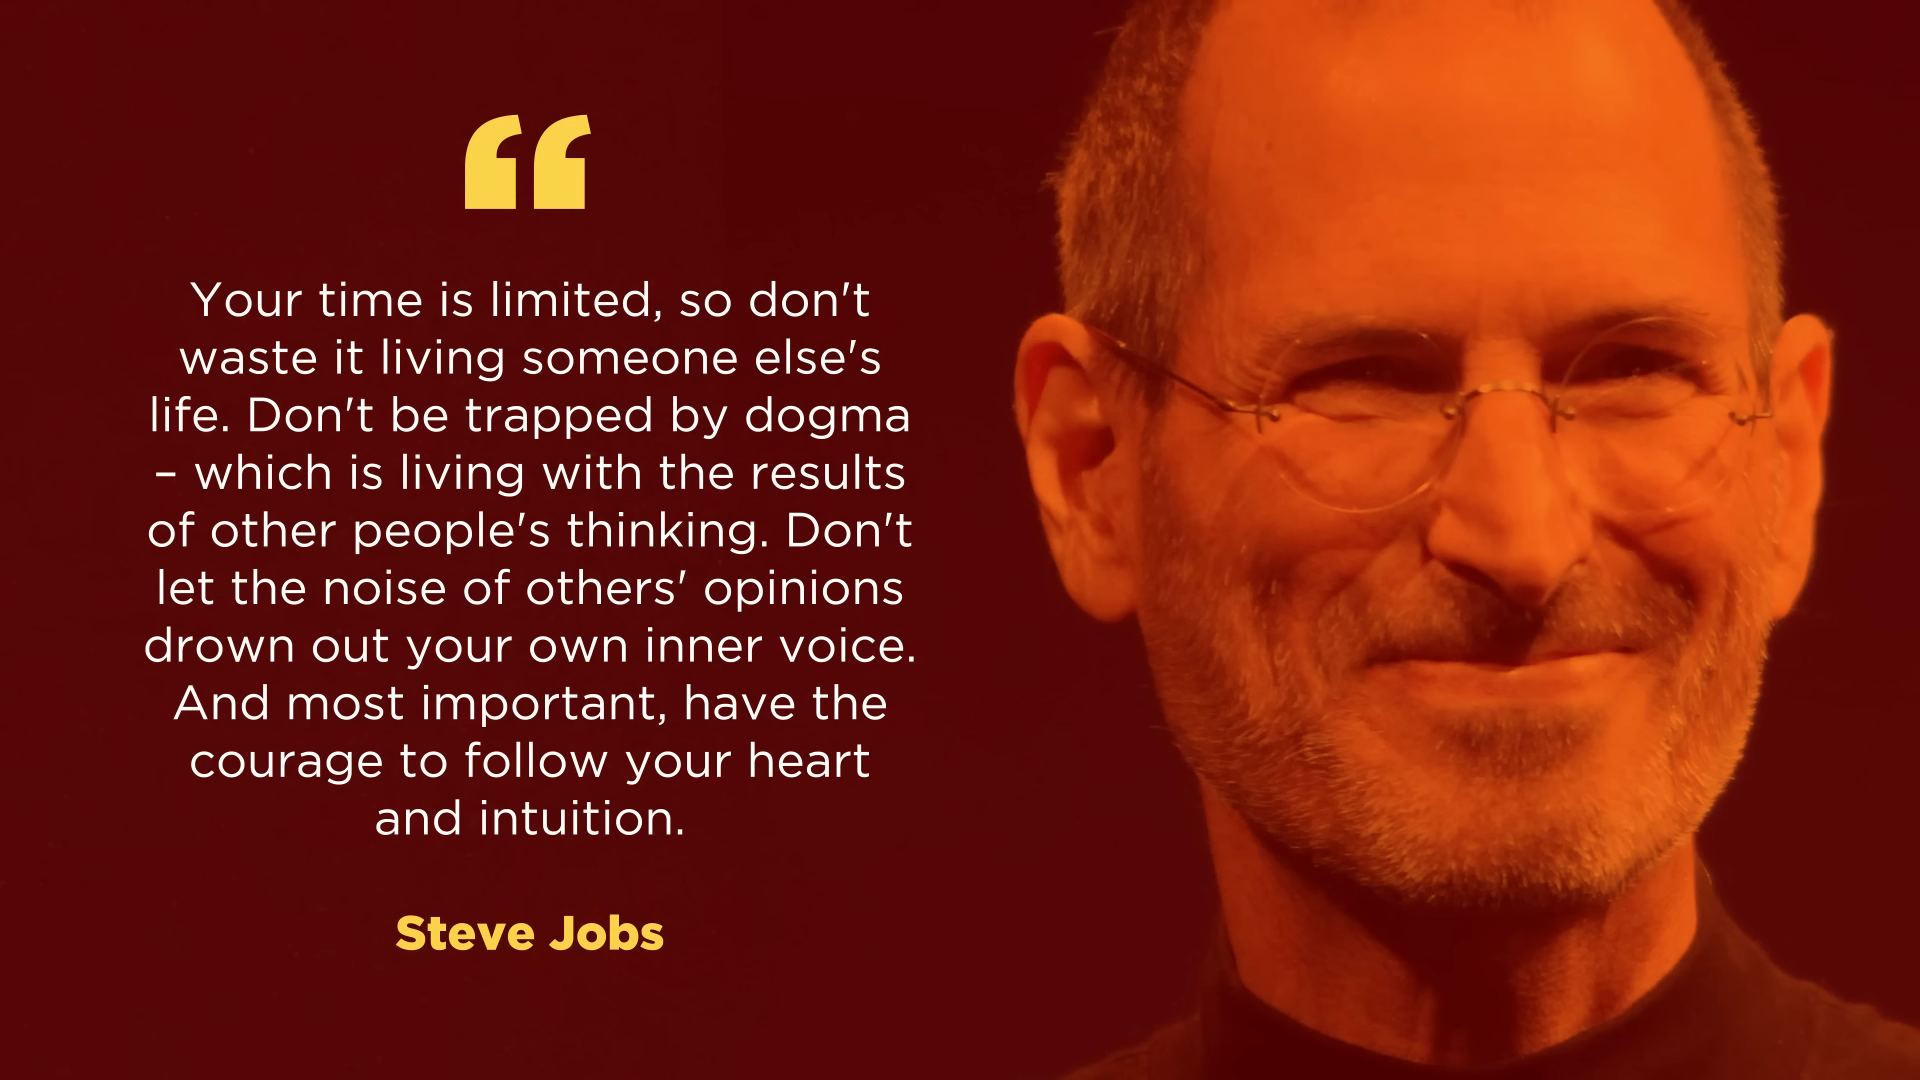 “
Your time is limited, so don't
waste it living someone else's
life. Don't be trapped by dogma
– which is living with the results
of other people's thinking. Don't
let the noise of others' opinions
drown out your own inner voice.
And most important, have the
courage to follow your heart
and intuition.
Steve Jobs